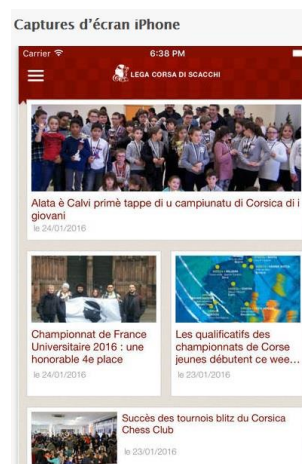 Captures d'écran iPhone
Carrier 6:38 PM
LEGA CORSA DI SCACCHI
Alata è Calvi primè tappe di u campiunatu di Corsica di i
giovani
le 24/01/2016
Championnat de France
Universitaire 2016 : une
honorable 4e place
le 24/01/2016
Les qualificatifs des
championnats de Corse
jeunes débutent ce wee...
le 23/01/2016
Succès des tournois blitz du Corsica
Chess Club
le 23/01/2016